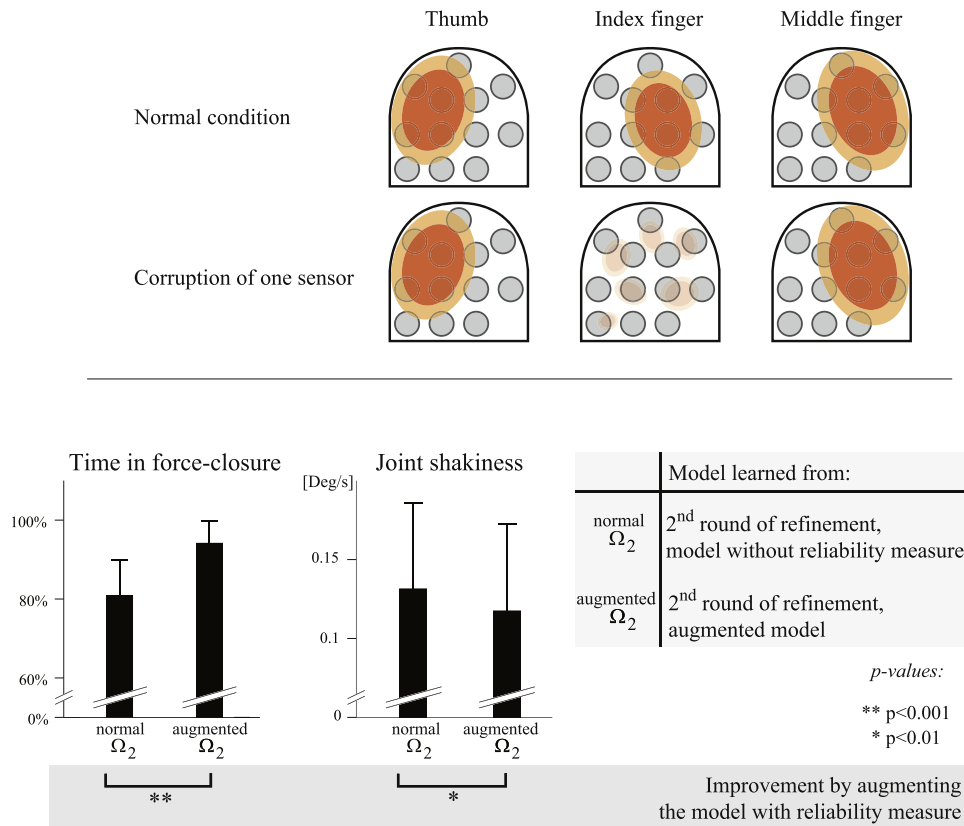 Thumb
Index finger
Middle finger
Normal condition
Corruption of one sensor
Time in force-closure
100%
80%
60%
0%
normal
Ω2
augmented
Ω2
**
Joint shakiness
[Deg/s]
0.15
0.1
0
normal
Ω2
augmented
Ω2
*
Model learned from:
normal
Ω2
2nd round of refinement,
model without reliability measure
augmented
Ω2
2nd round of refinement,
augmented model
p-values:
** p<0.001
* p<0.01
Improvement by augmenting
the model with reliability measure